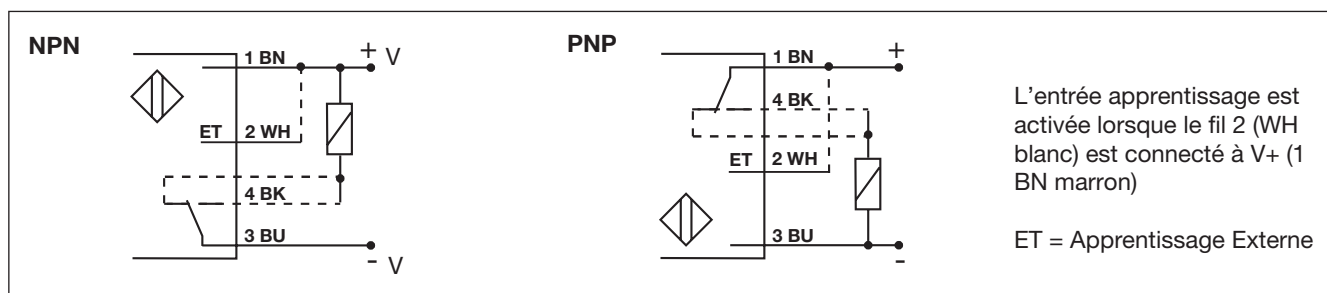 NPN
1 BN
+ V
ET 2 WH
4 BK
3 BU
- V
PNP
1 BN
+
4 BK
ET 2 WH
3 BU
-
L'entrée apprentissage est
activée lorsque le fil 2 (WH
blanc) est connecté à V+ (1
BN marron)
ET = Apprentissage Externe